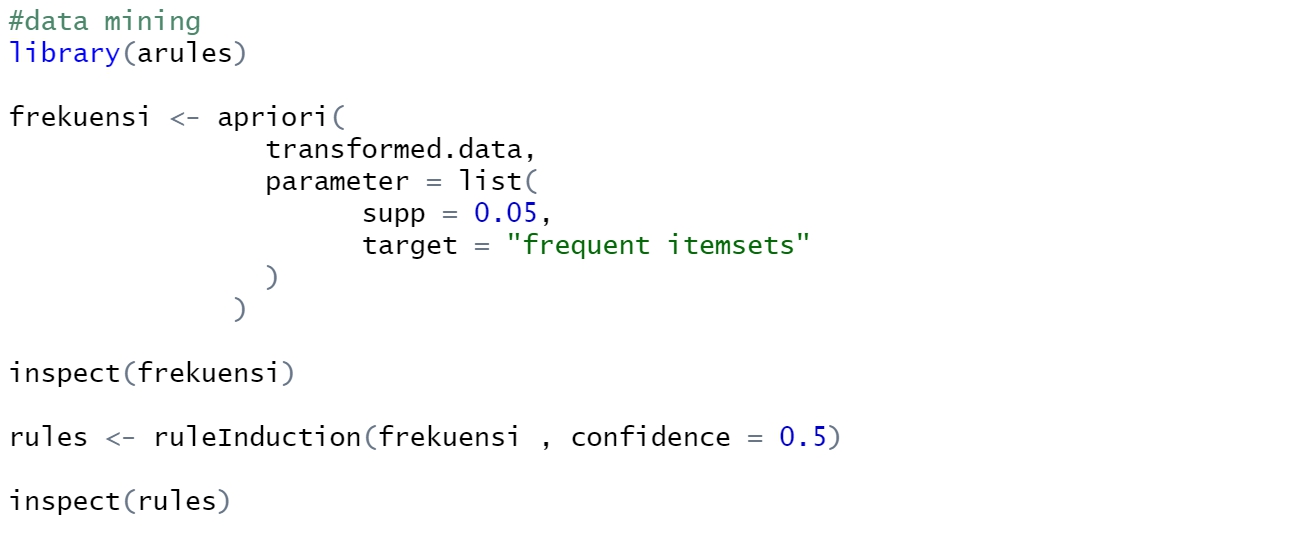 #data mining
library(arules)
frekuensi <- apriori(
transformed.data,
parameter = list(
supp = 0.05,
target = "frequent itemsets"
)
)
inspect(frekuensi)
rules <- ruleInduction(frekuensi , confidence = 0.5)
inspect(rules)